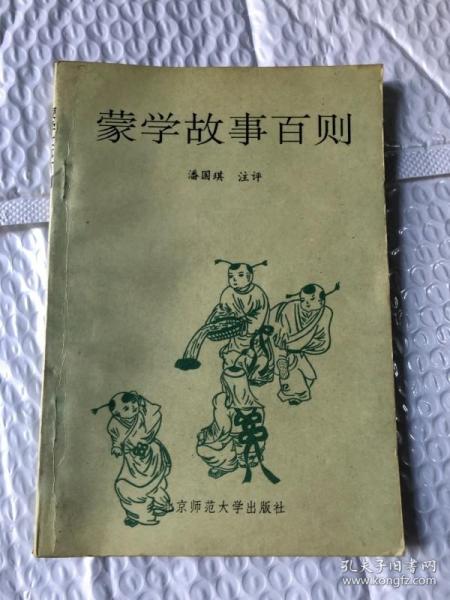 蒙学故事百则
潘国琪 注评
北京师范大学出版社
孔夫子旧书网
www.kongfz.com